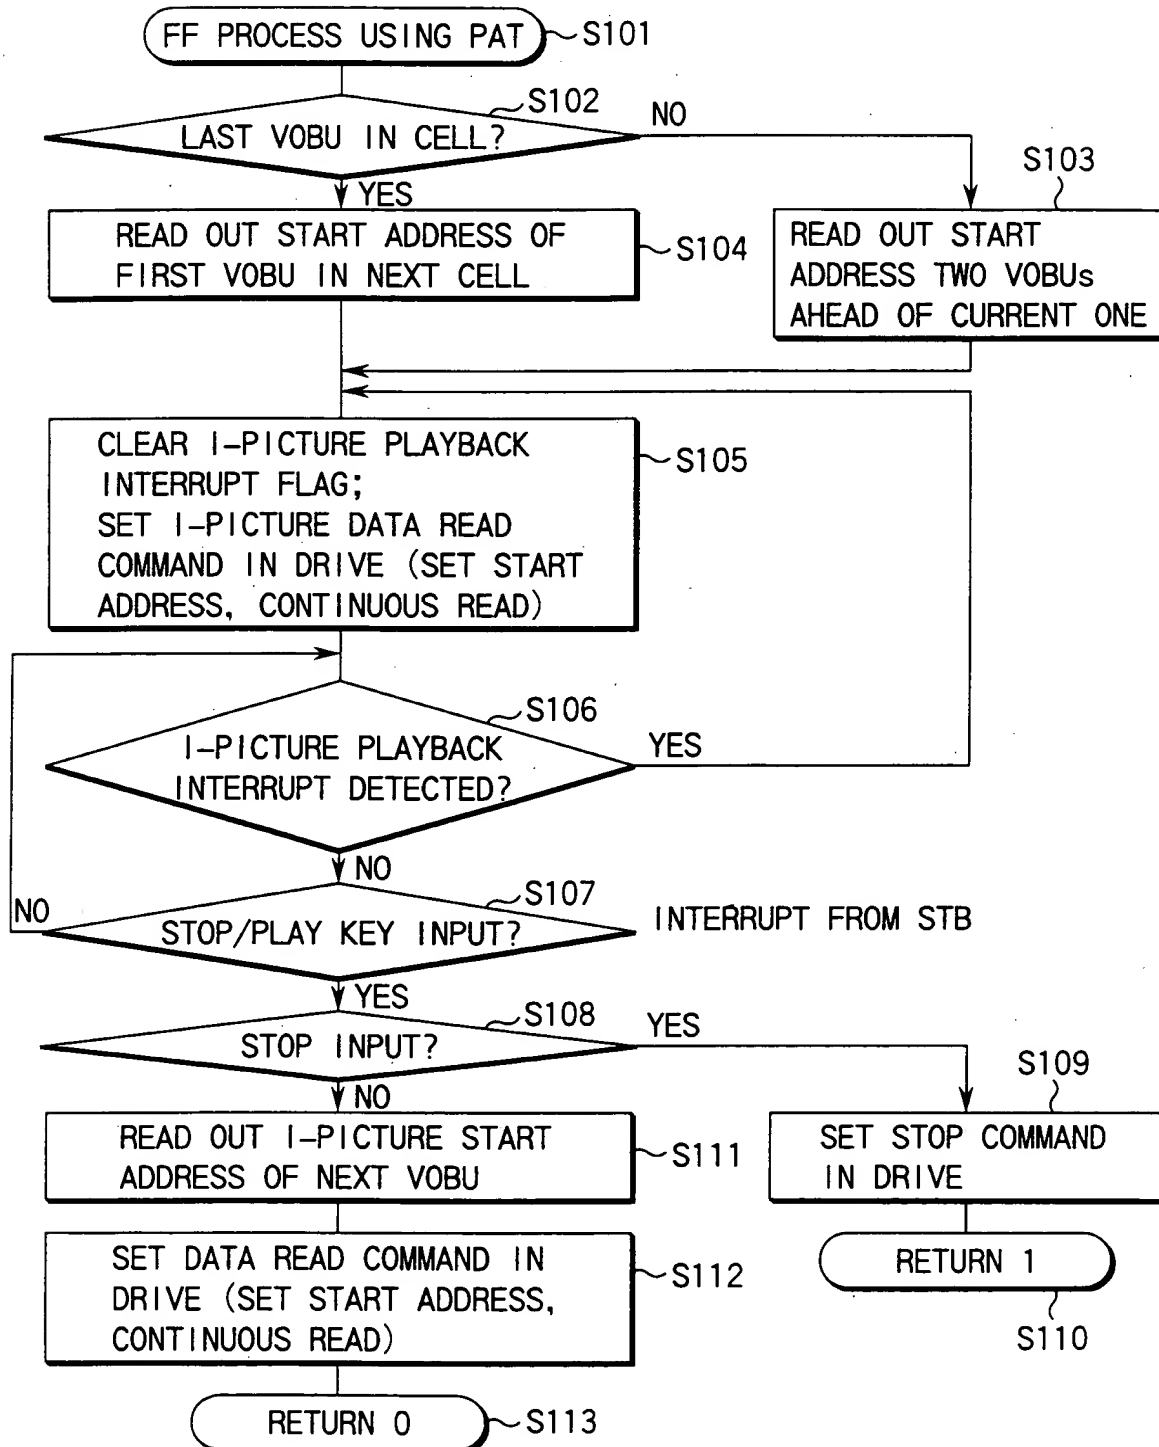 FF PROCESS USING PAT
S101
S102
LAST VOBU IN CELL?
NO
YES
S103
READ OUT START ADDRESS OF
FIRST VOBU IN NEXT CELL
S104
READ OUT START
ADDRESS TWO VOBUs
AHEAD OF CURRENT ONE
CLEAR I-PICTURE PLAYBACK
INTERRUPT FLAG;
SET I-PICTURE DATA READ
COMMAND IN DRIVE (SET START
ADDRESS, CONTINUOUS READ)
S105
S106
I-PICTURE PLAYBACK
INTERRUPT DETECTED?
YES
NO
S107
NO
STOP/PLAY KEY INPUT?
INTERRUPT FROM STB
YES
S108
STOP INPUT?
YES
NO
S109
READ OUT I-PICTURE START
ADDRESS OF NEXT VOBU
S111
SET STOP COMMAND
IN DRIVE
SET DATA READ COMMAND IN
DRIVE (SET START ADDRESS,
CONTINUOUS READ)
S112
RETURN 1
S110
RETURN 0
S113